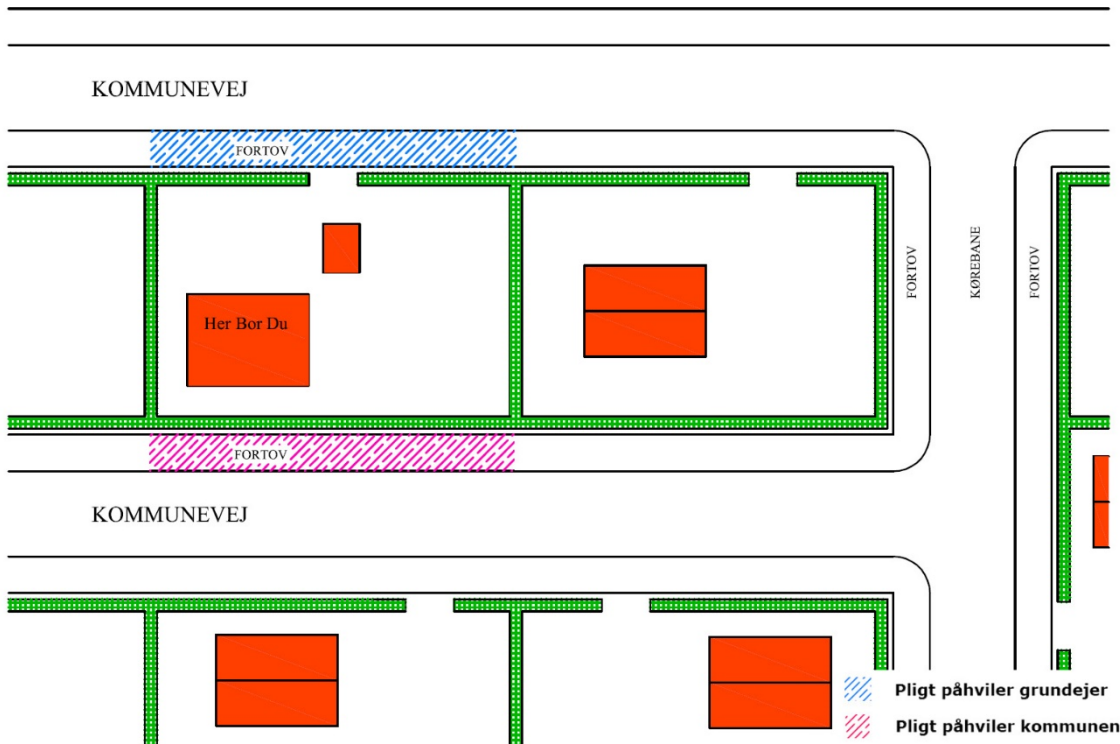 KOMMUNEVEJ
FORTOV
Her Bor Du
FORTOV
KØREBANE
FORTOV
FORTOV
KOMMUNEVEJ
Pligt påhviler grundejer
Pligt påhviler kommunen